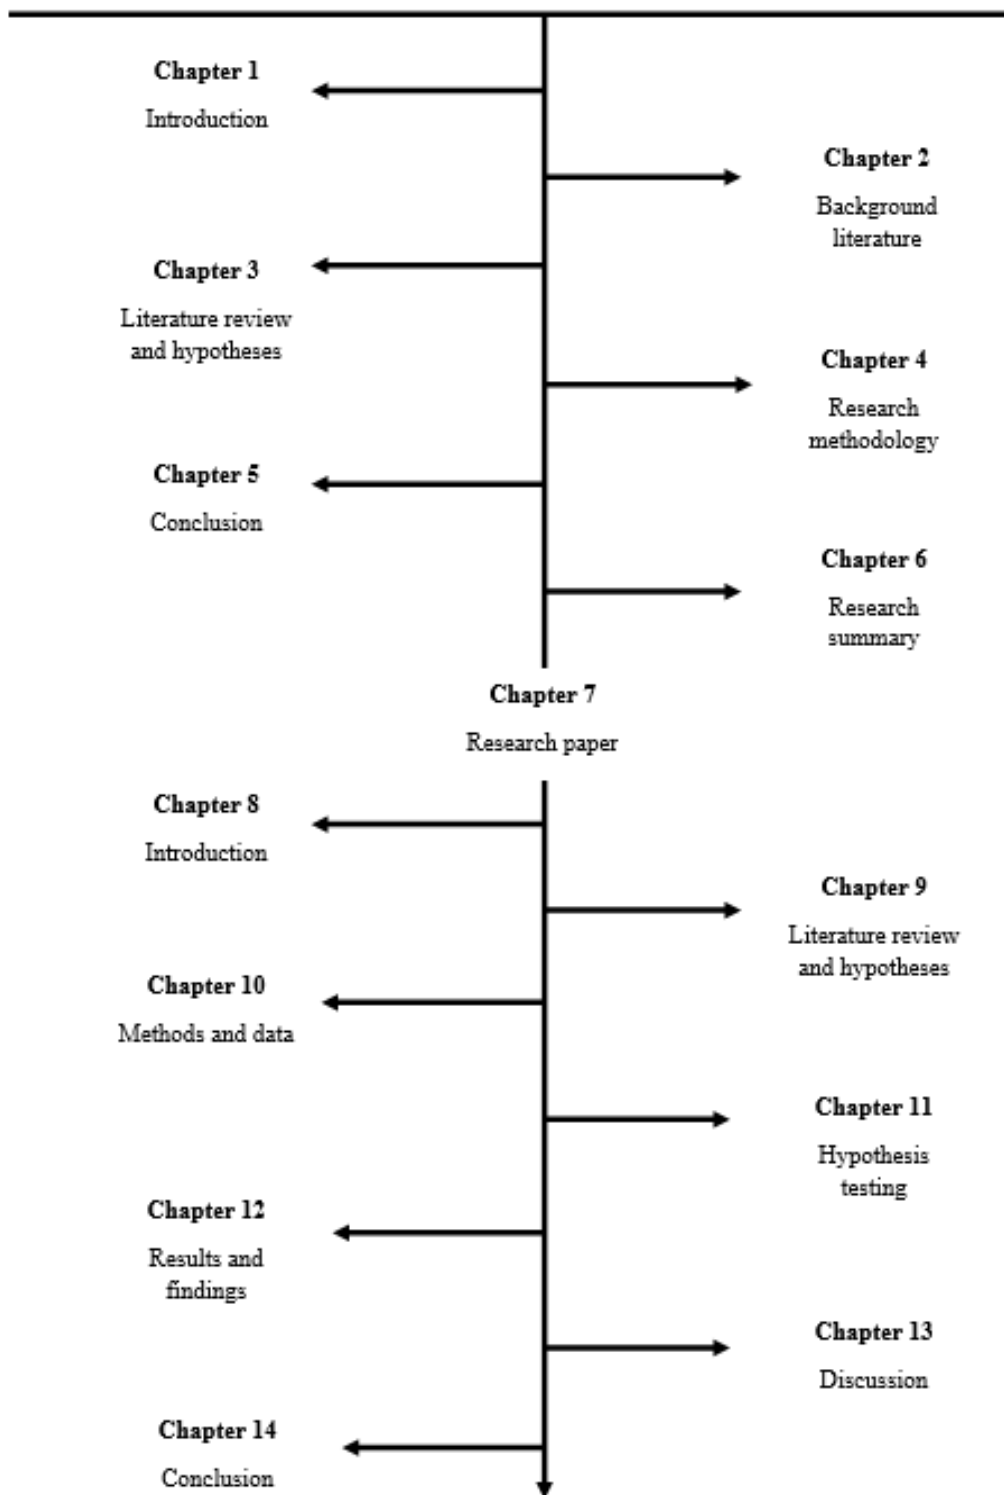 Chapter 1
Introduction
Chapter 2
Background
literature
Chapter 3
Literature review
and hypotheses
Chapter 4
Research
methodology
Chapter 5
Conclusion
Chapter 6
Research
summary
Chapter 7
Research paper
Chapter 8
Introduction
Chapter 9
Literature review
and hypotheses
Chapter 10
Methods and data
Chapter 11
Hypothesis
testing
Chapter 12
Results and
findings
Chapter 13
Discussion
Chapter 14
Conclusion